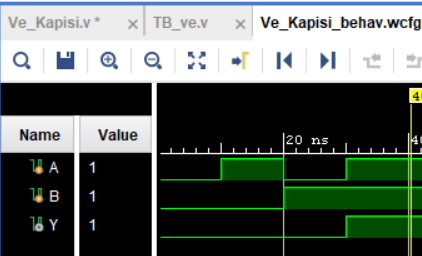 Ve_Kapisi.v * × TB_ve.v × Ve_Kapisi_behav.wcfg
Name Value
20 ns
A 1
B 1
Y 1